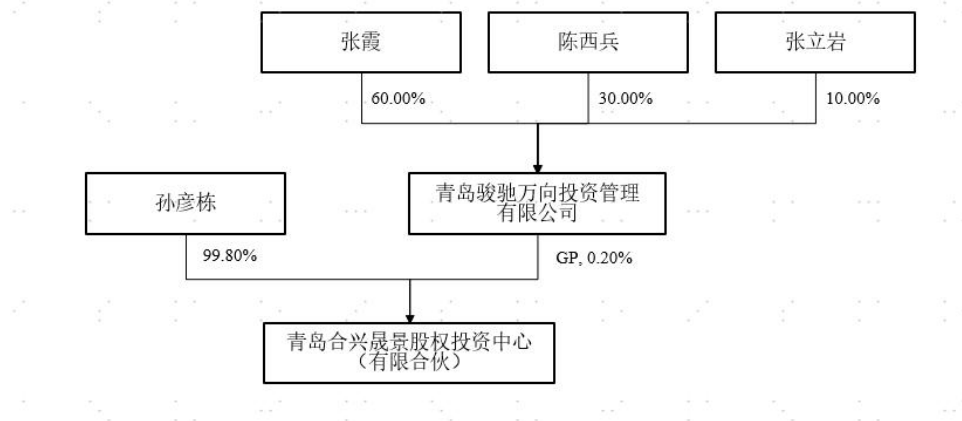 张霞
陈西兵
张立岩
60.00%
30.00%
10.00%
孙彦栋
青岛骏驰万向投资管理
有限公司
99.80%
GP, 0.20%
青岛合兴晟景股权投资中心
（有限合伙）